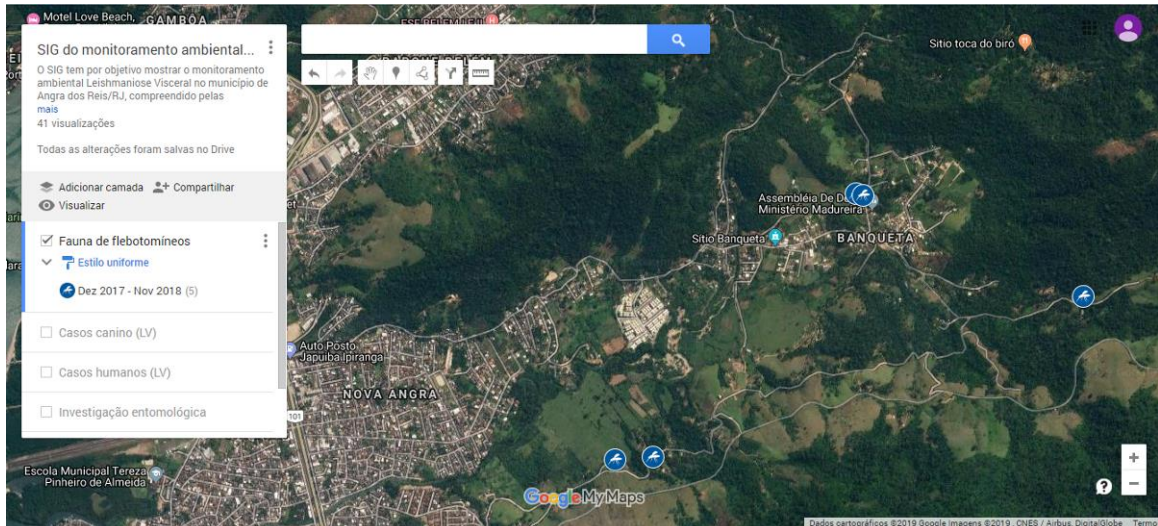 Motel Love Beach,
GAMBOA
SIG do monitoramento ambiental...
O SIG tem por objetivo mostrar o monitoramento
ambiental Leishmaniose Visceral no município de
Angra dos Reis/RJ, compreendido pelas
mais
41 visualizações
Todas as alterações foram salvas no Drive
Adicionar camada
Compartilhar
Visualizar
Fauna de flebotomíneos
Estilo uniforme
Dez 2017 - Nov 2018 (5)
Casos canino (LV)
Casos humanos (LV)
Investigação entomológica
Sitio toca do biró
Assembléia De De
Ministério Madureira
Sítio Banqueta
BANQUETA
Auto Posto
Japuiba Ipiranga
NOVA ANGRA
101
Escola Municipal Tereza
Pinheiro de Almeida
Google My Maps
Dados cartográficos ©2019 Google Imagens ©2019 , CNES / Airbus, DigitalGlobe
Termo